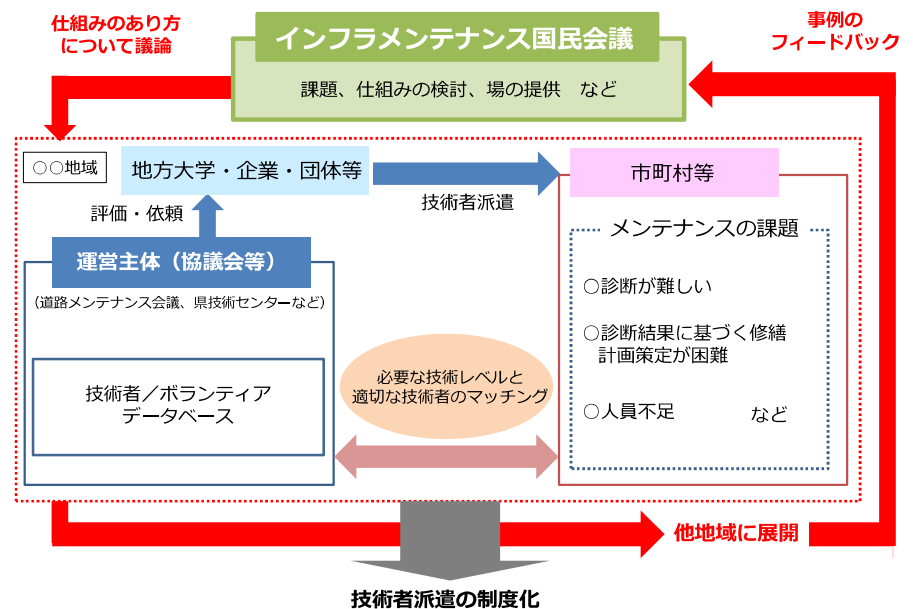 仕組みのあり方
について議論
インフラメンテナンス国民会議
課題、仕組みの検討、場の提供　など
事例の
フィードバック
○○地域
地方大学・企業・団体等
技術者派遣
市町村等
評価・依頼
運営主体（協議会等）
（道路メンテナンス会議、県技術センターなど）
技術者／ボランティア
データベース
必要な技術レベルと
適切な技術者のマッチング
メンテナンスの課題
○診断が難しい
○診断結果に基づく修繕
計画策定が困難
○人員不足　など
他地域に展開
技術者派遣の制度化